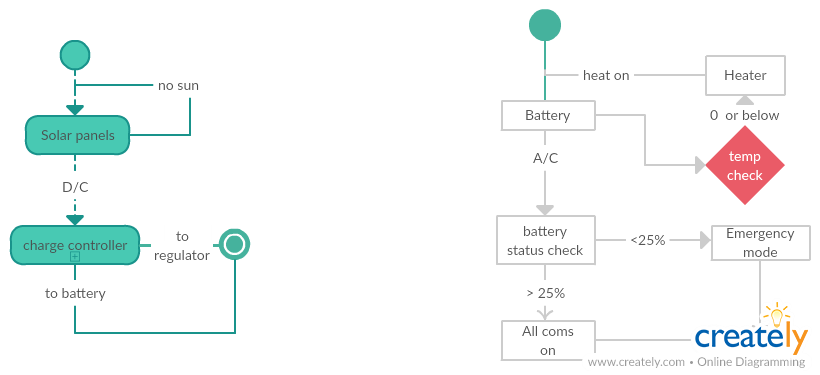 no sun
Solar panels
D/C
charge controller
to
regulator
to battery
heat on
Heater
Battery
0 or below
temp
check
A/C
battery
status check
<25%
Emergency
mode
> 25%
All coms
on
creately
www.creately.com • Online Diagramming